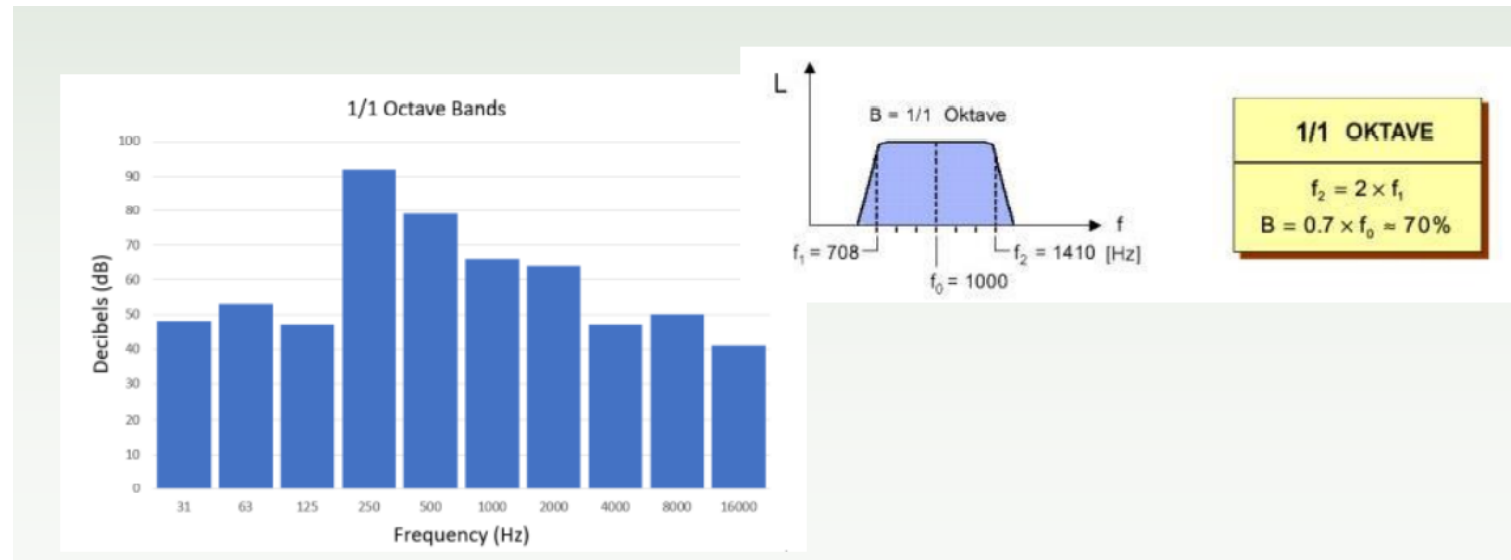 1/1 Octave Bands
100
90
80
70
60
50
40
30
20
10
0
Decibels (dB)
31 63 125 250 500 1000 2000 4000 8000 16000
Frequency (Hz)
L
B = 1/1 Oktave
f
f₁ = 708
f₂ = 1410 [Hz]
f₀ = 1000
1/1 OKTAVE
f₂ = 2 × f₁
B = 0.7 × f₀ ≈ 70%